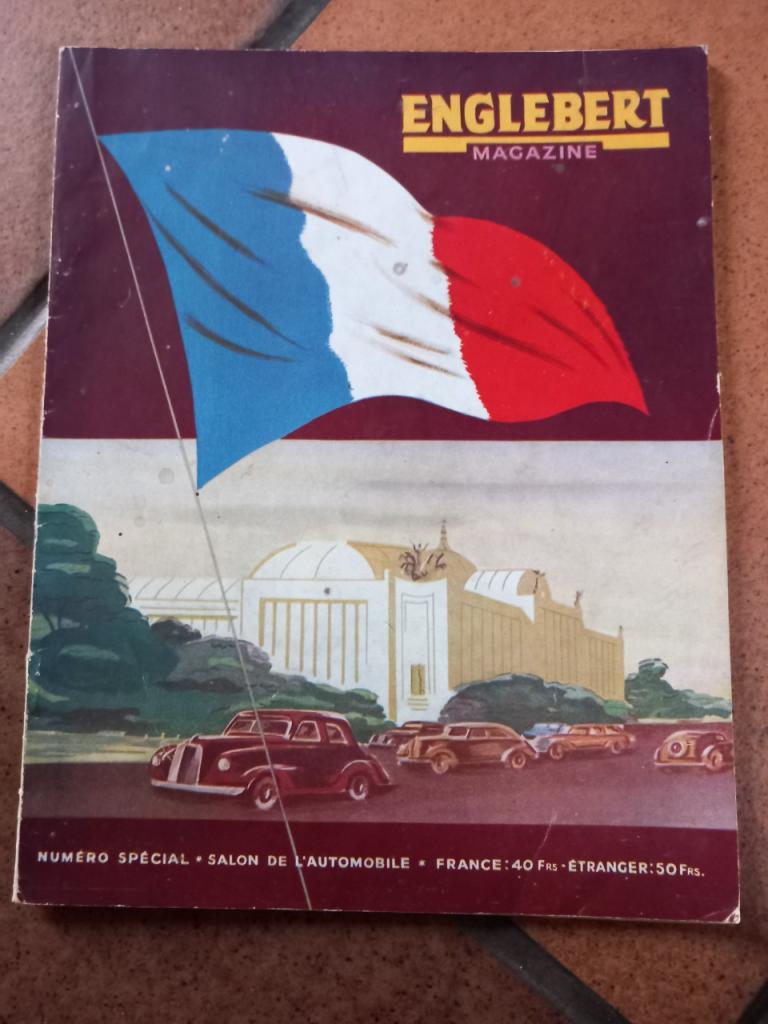 ENGLEBERT
MAGAZINE
NUMÉRO SPÉCIAL * SALON DE L'AUTOMOBILE * FRANCE: 40 FRS - ÉTRANGER: 50 FRS.